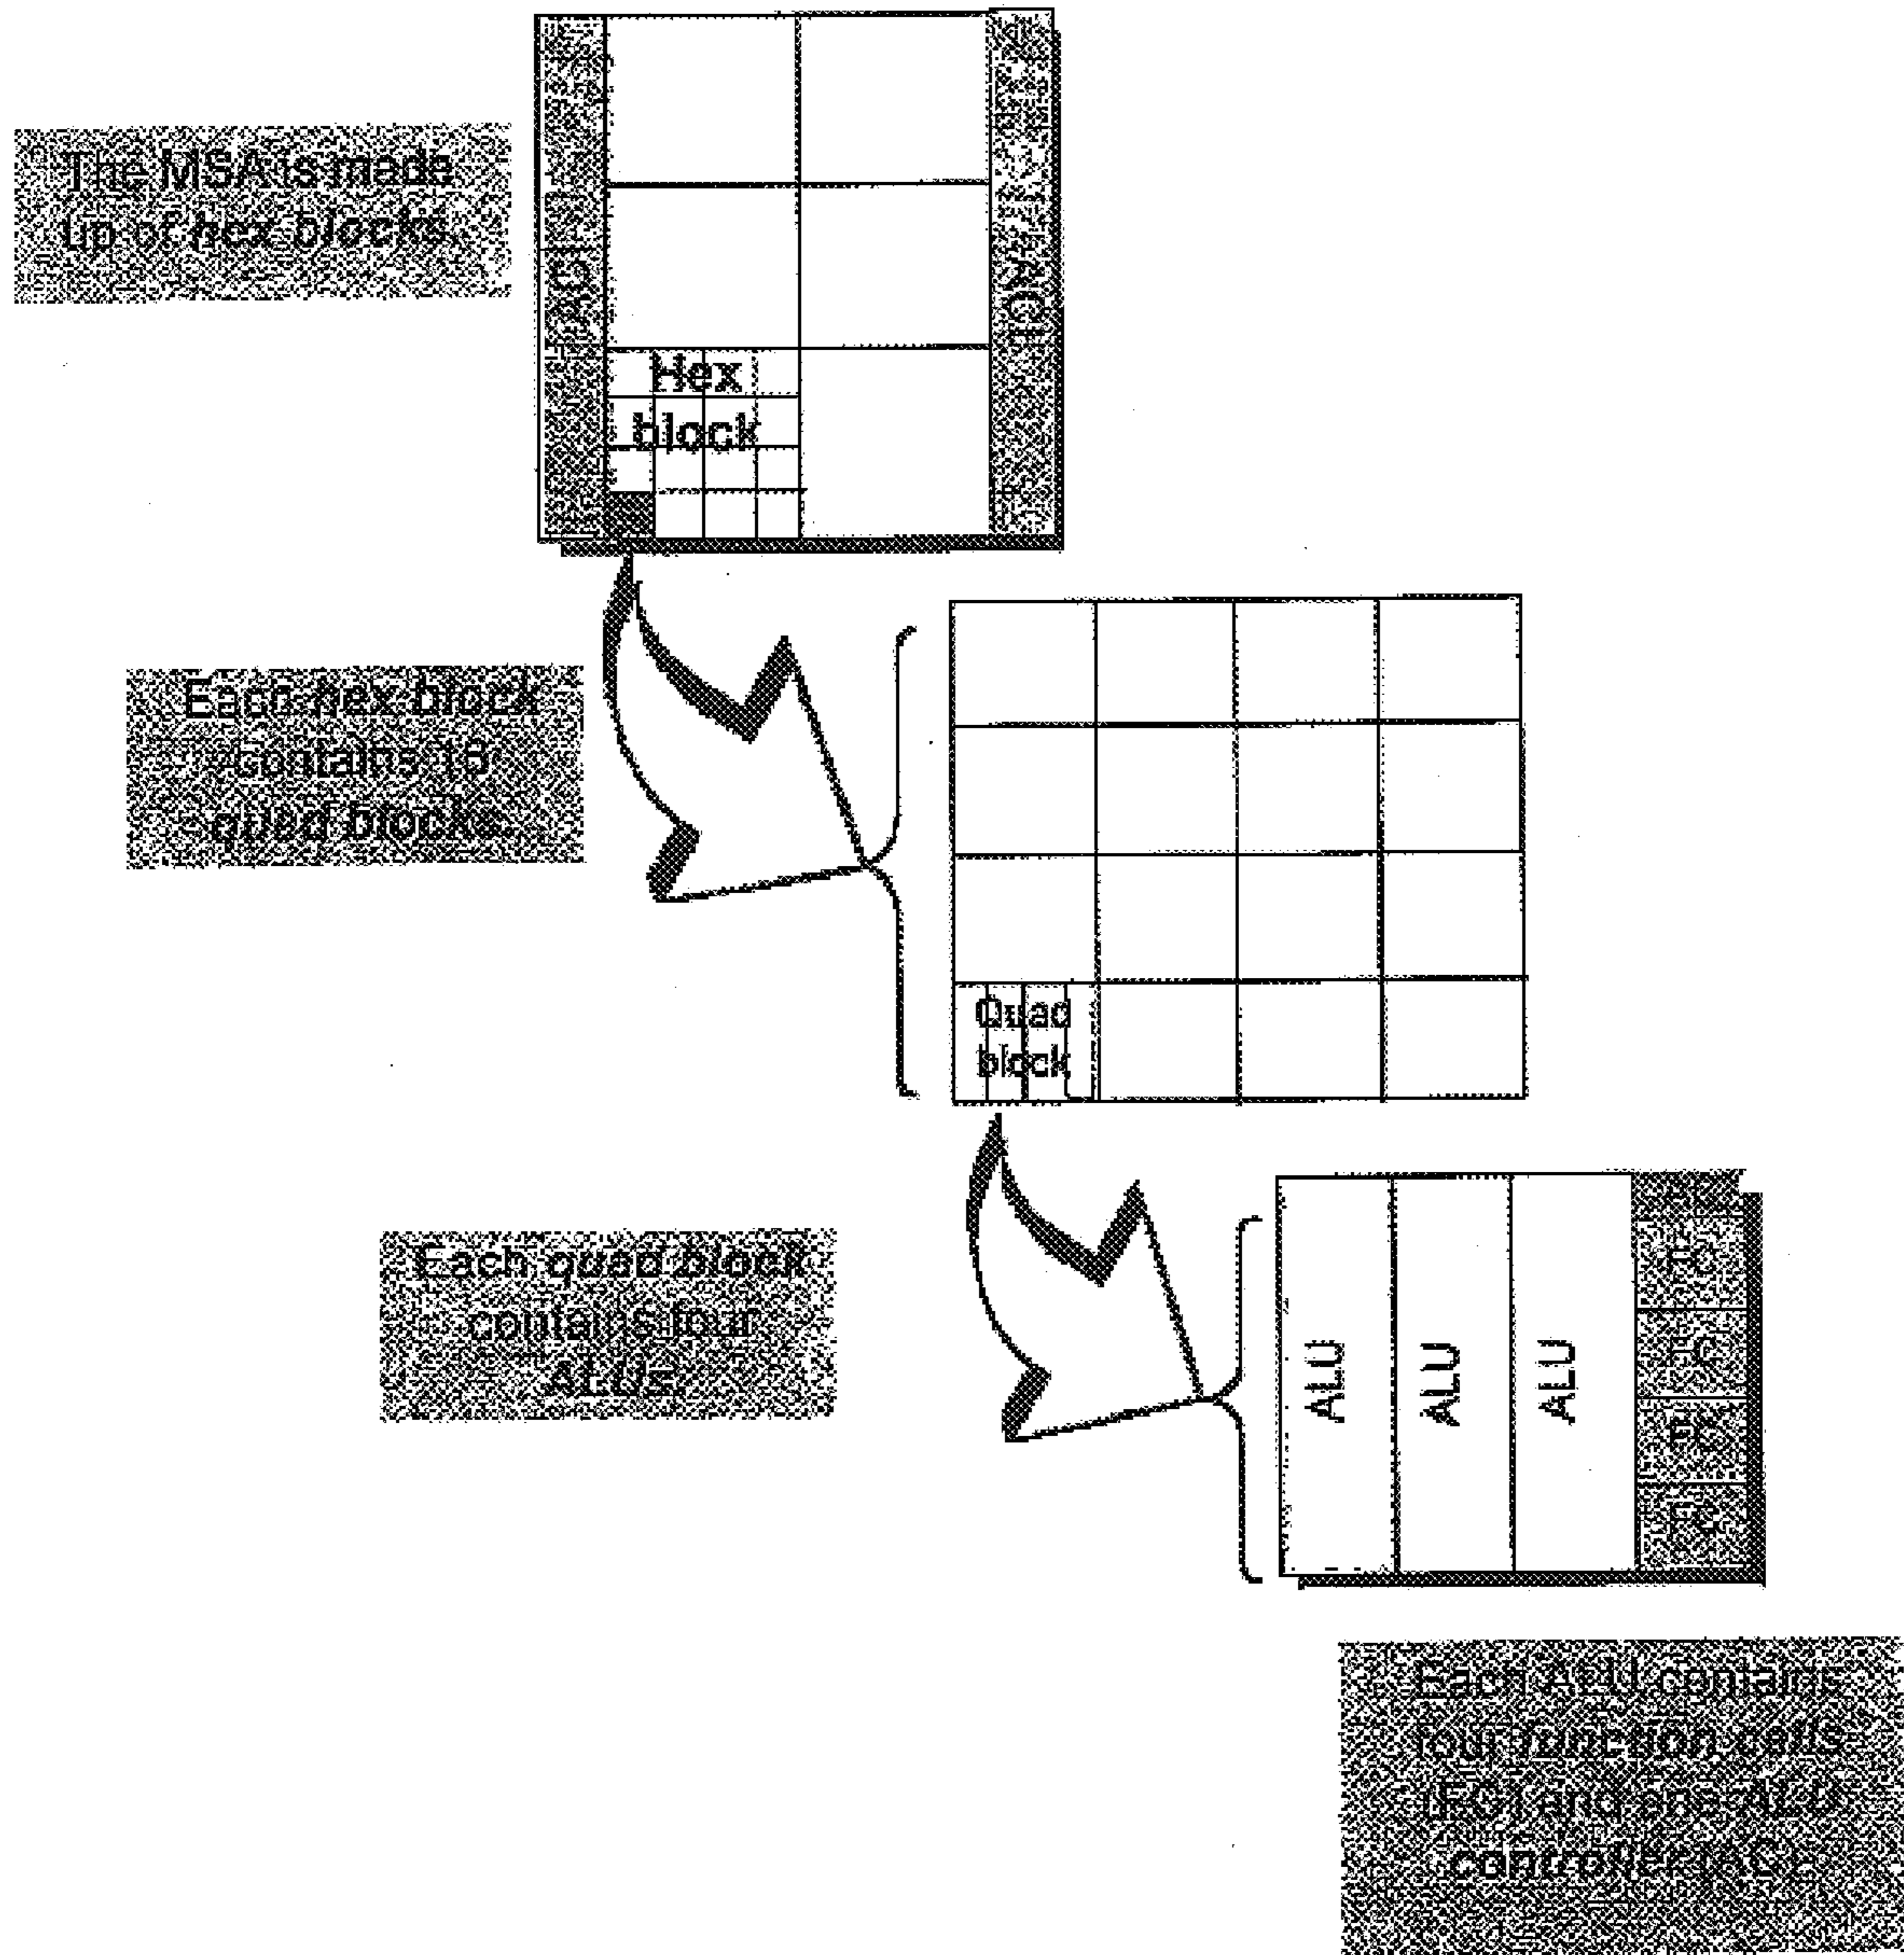 The MSA is made
up of hex blocks.
ACI
ACI
Hex
block
Each hex block
contains 16
quad blocks.
Quad
block
Each quad block
contains four
ALUs.
ALU
ALU
ALU
FC
FC
FC
FC
Each ALU contains
four function cells
(FC) and one ALU
controller (AC).